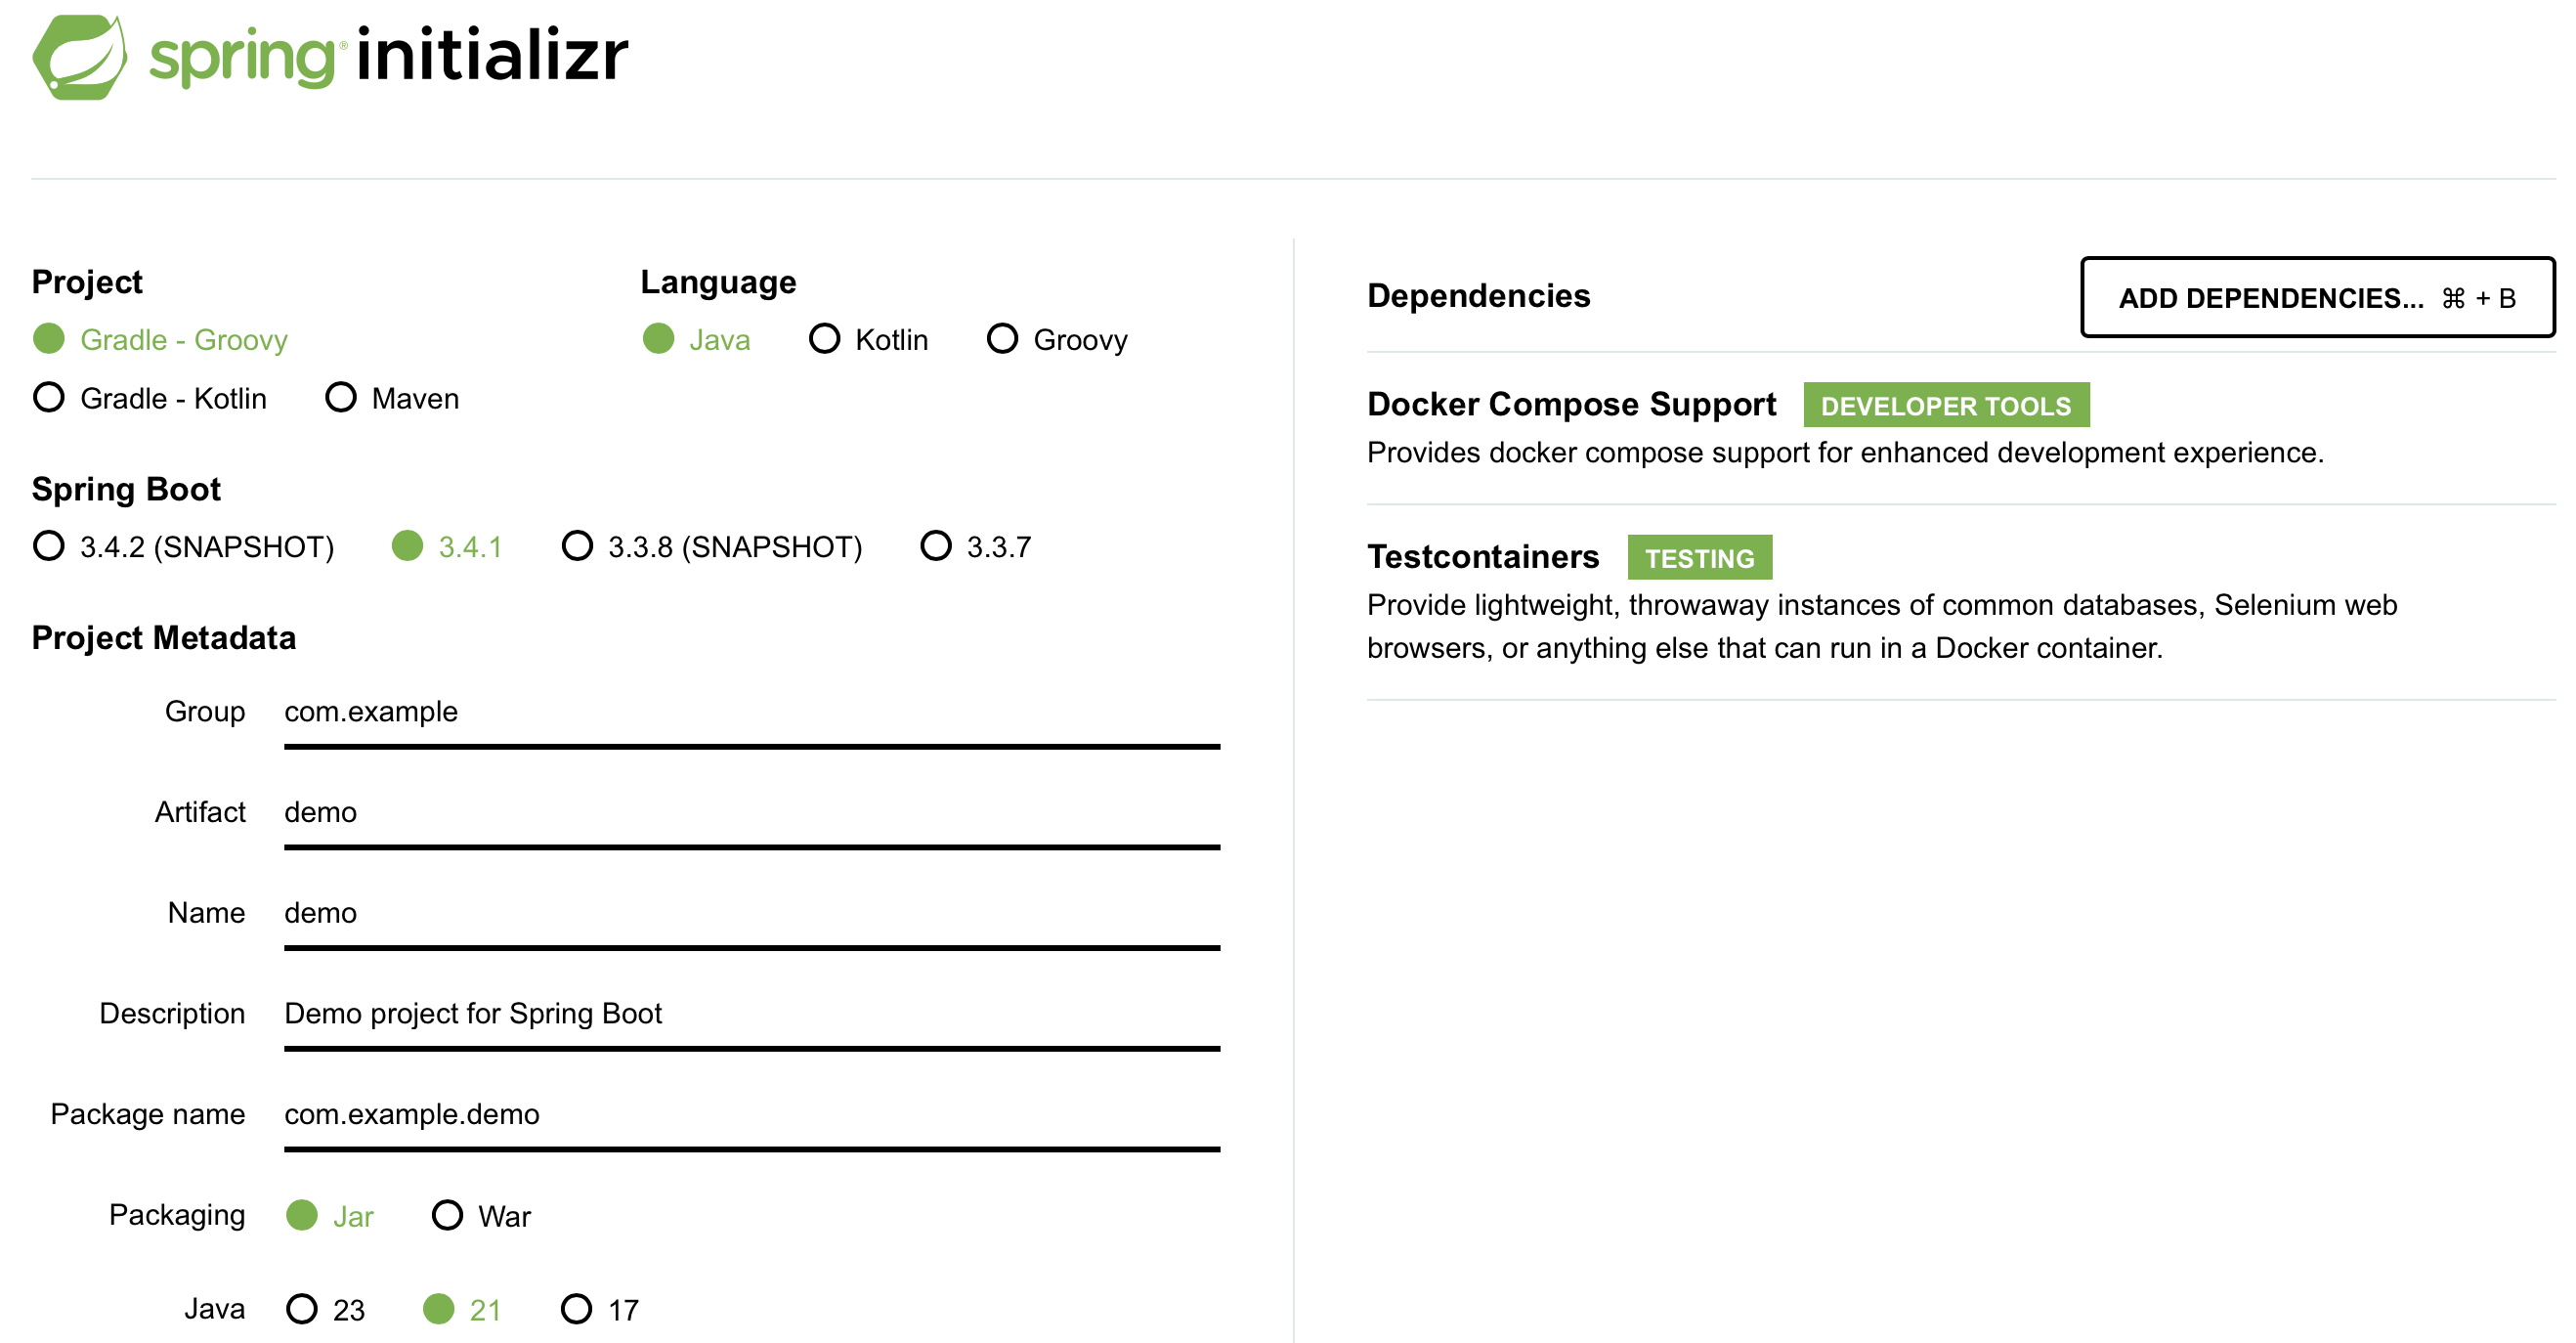 spring® initializr
Project
Gradle - Groovy
Gradle - Kotlin Maven
Language
Java Kotlin Groovy
Spring Boot
3.4.2 (SNAPSHOT) 3.4.1 3.3.8 (SNAPSHOT) 3.3.7
Project Metadata
Group com.example
Artifact demo
Name demo
Description Demo project for Spring Boot
Package name com.example.demo
Packaging Jar War
Java 23 21 17
Dependencies
ADD DEPENDENCIES... ⌘ + B
Docker Compose Support DEVELOPER TOOLS
Provides docker compose support for enhanced development experience.
Testcontainers TESTING
Provide lightweight, throwaway instances of common databases, Selenium web
browsers, or anything else that can run in a Docker container.